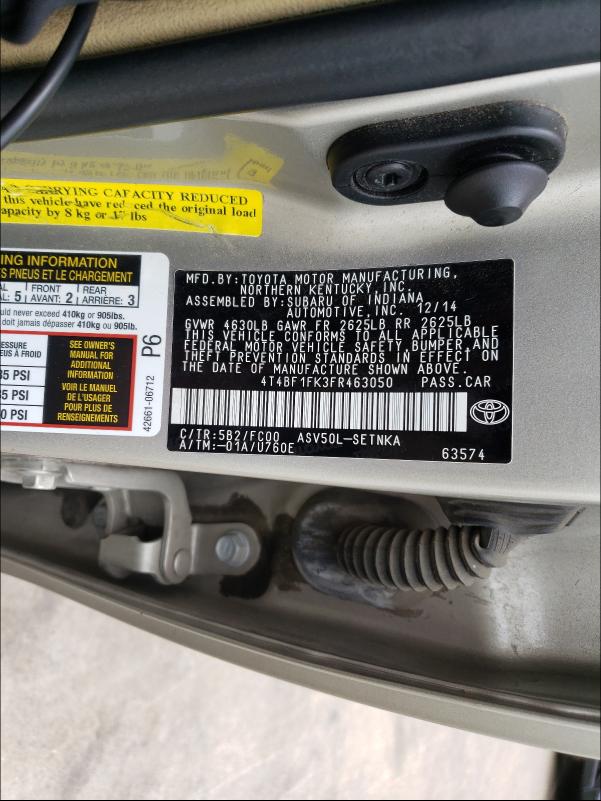 CARRYING CAPACITY REDUCED
this vehicle have reduced the original load
capacity by 8 kg or 17 lbs
ING INFORMATION
ES PNEUS ET LE CHARGEMENT
AL: 5 | FRONT AVANT: 2 | REAR ARRIÈRE: 3
ould never exceed 410kg or 905lbs.
doit jamais dépasser 410kg ou 905lb.
PRESSURE
PNEUS À FROID
35 PSI
35 PSI
0 PSI
SEE OWNER'S
MANUAL FOR
ADDITIONAL
INFORMATION
VOIR LE MANUEL
DE L'USAGER
POUR PLUS DE
RENSEIGNEMENTS
42661-06712 P6
MFD.BY:TOYOTA MOTOR MANUFACTURING,
NORTHERN KENTUCKY,INC.
ASSEMBLED BY:SUBARU OF INDIANA
AUTOMOTIVE,INC. 12/14
GVWR 4630LB GAWR FR 2625LB RR 2625LB
THIS VEHICLE CONFORMS TO ALL APPLICABLE
FEDERAL MOTOR VEHICLE SAFETY,BUMPER,AND
THEFT PREVENTION STANDARDS IN EFFECT ON
THE DATE OF MANUFACTURE SHOWN ABOVE.
4T4BF1FK3FR463050 PASS.CAR
C/TR:5B2/FC00 ASV50L-SETNKA
A/TM:-01A/U760E 63574